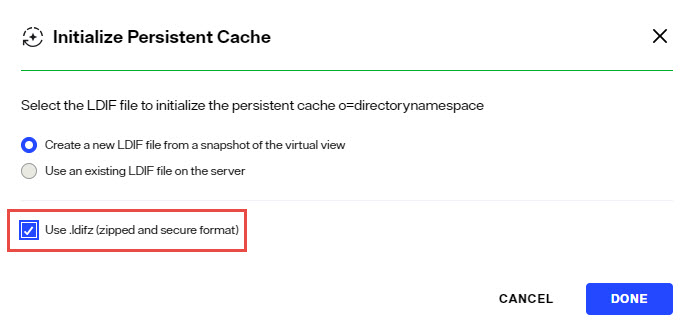 Initialize Persistent Cache
Select the LDIF file to initialize the persistent cache o=directorynamespace
Create a new LDIF file from a snapshot of the virtual view
Use an existing LDIF file on the server
Use .ldifz (zipped and secure format)
CANCEL DONE